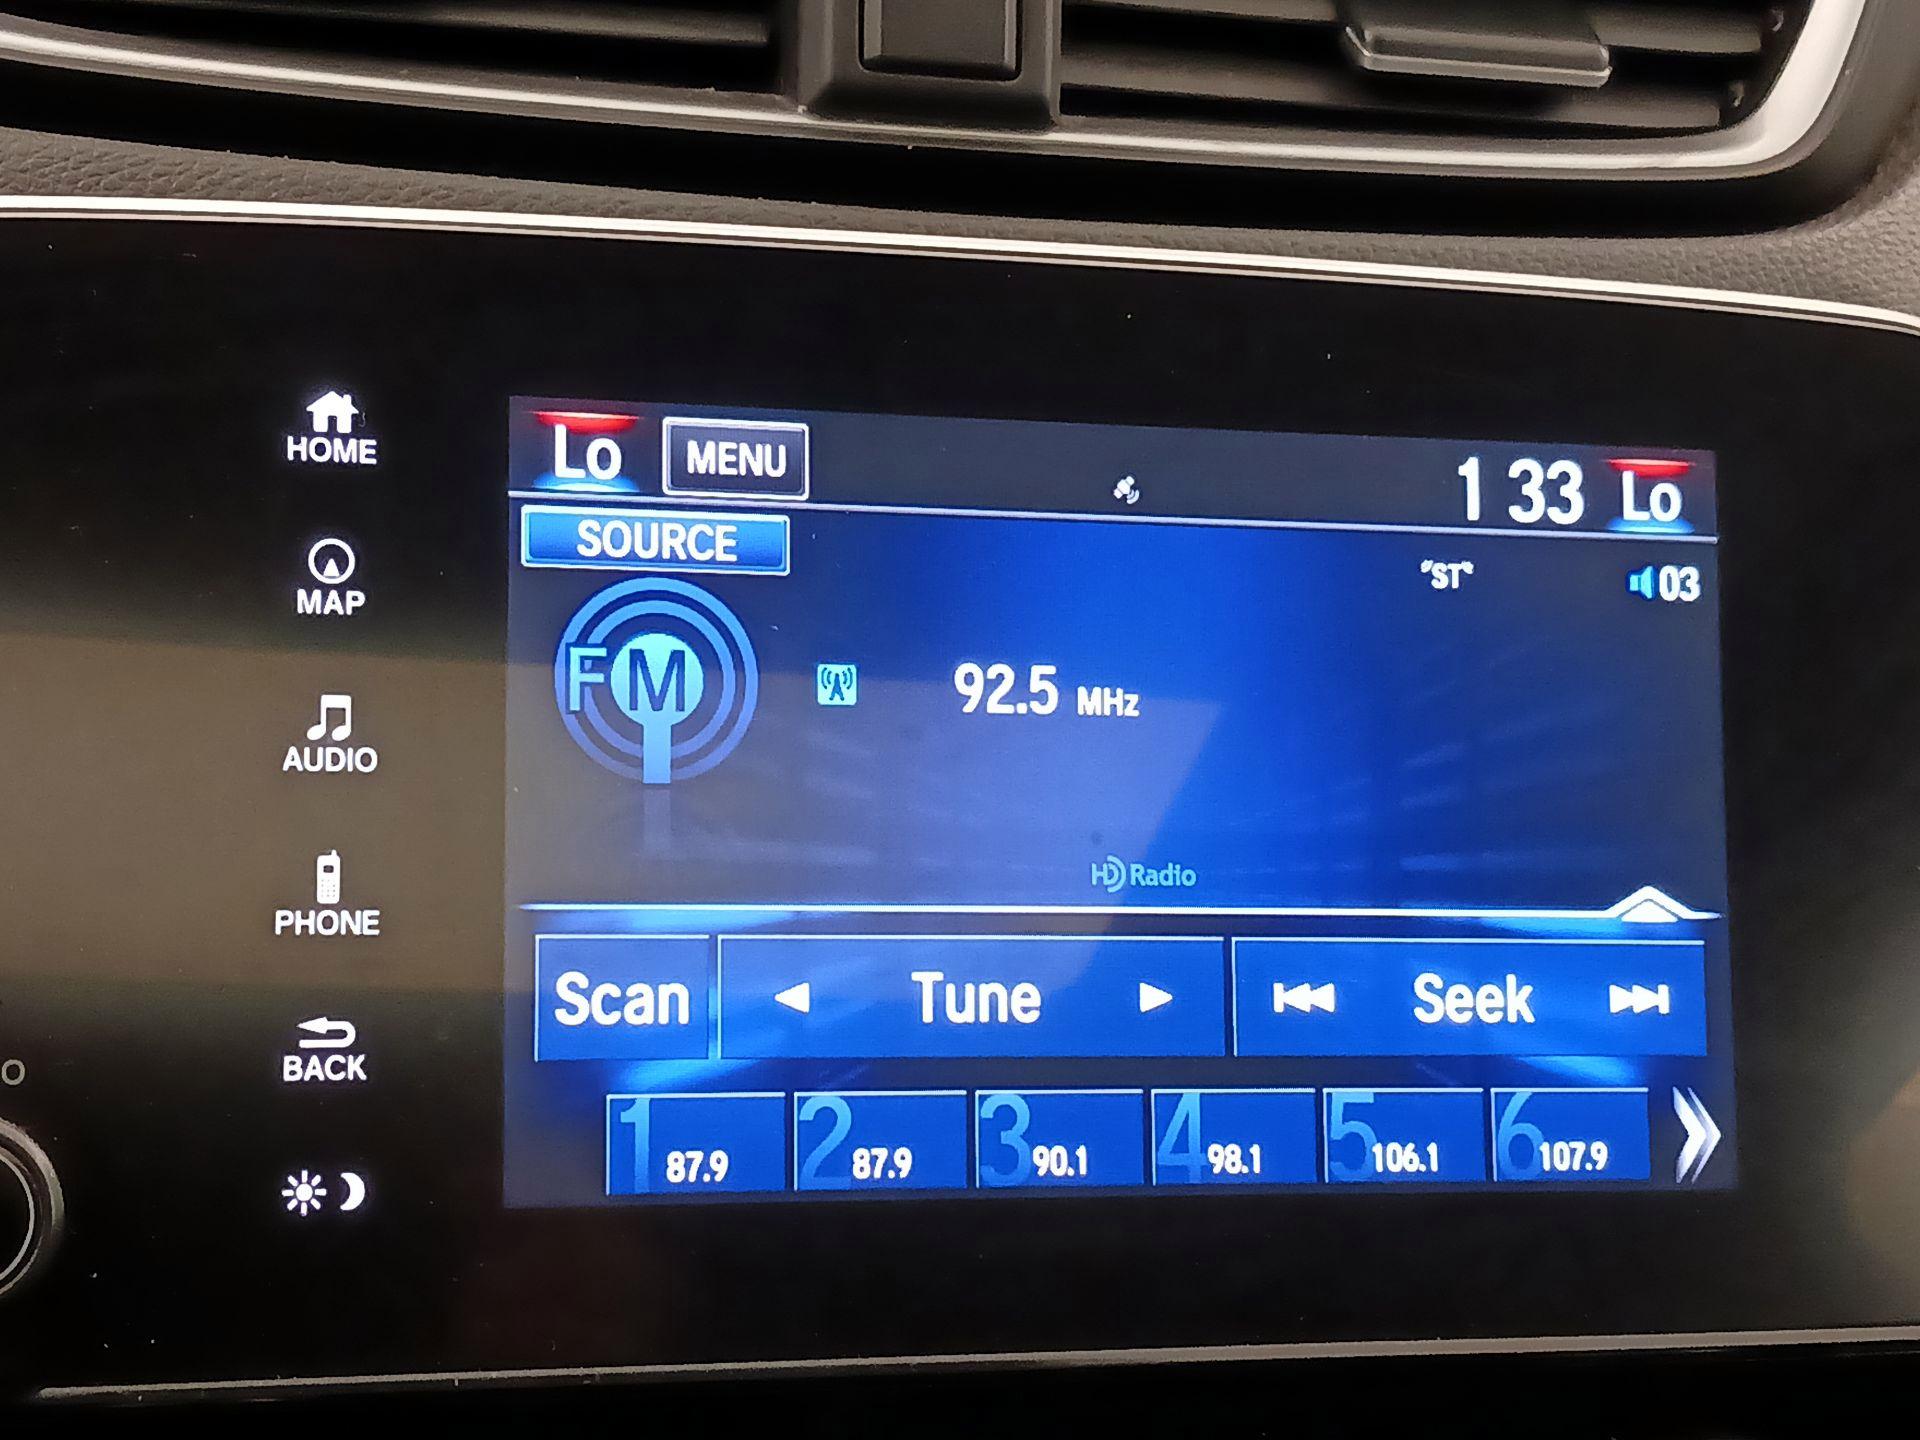 HOME
MAP
AUDIO
PHONE
BACK
Lo MENU 1 33 Lo
SOURCE
"ST" 03
FM 92.5 MHz
HD Radio
Scan Tune Seek
1 87.9 2 87.9 3 90.1 4 98.1 5 106.1 6 107.9